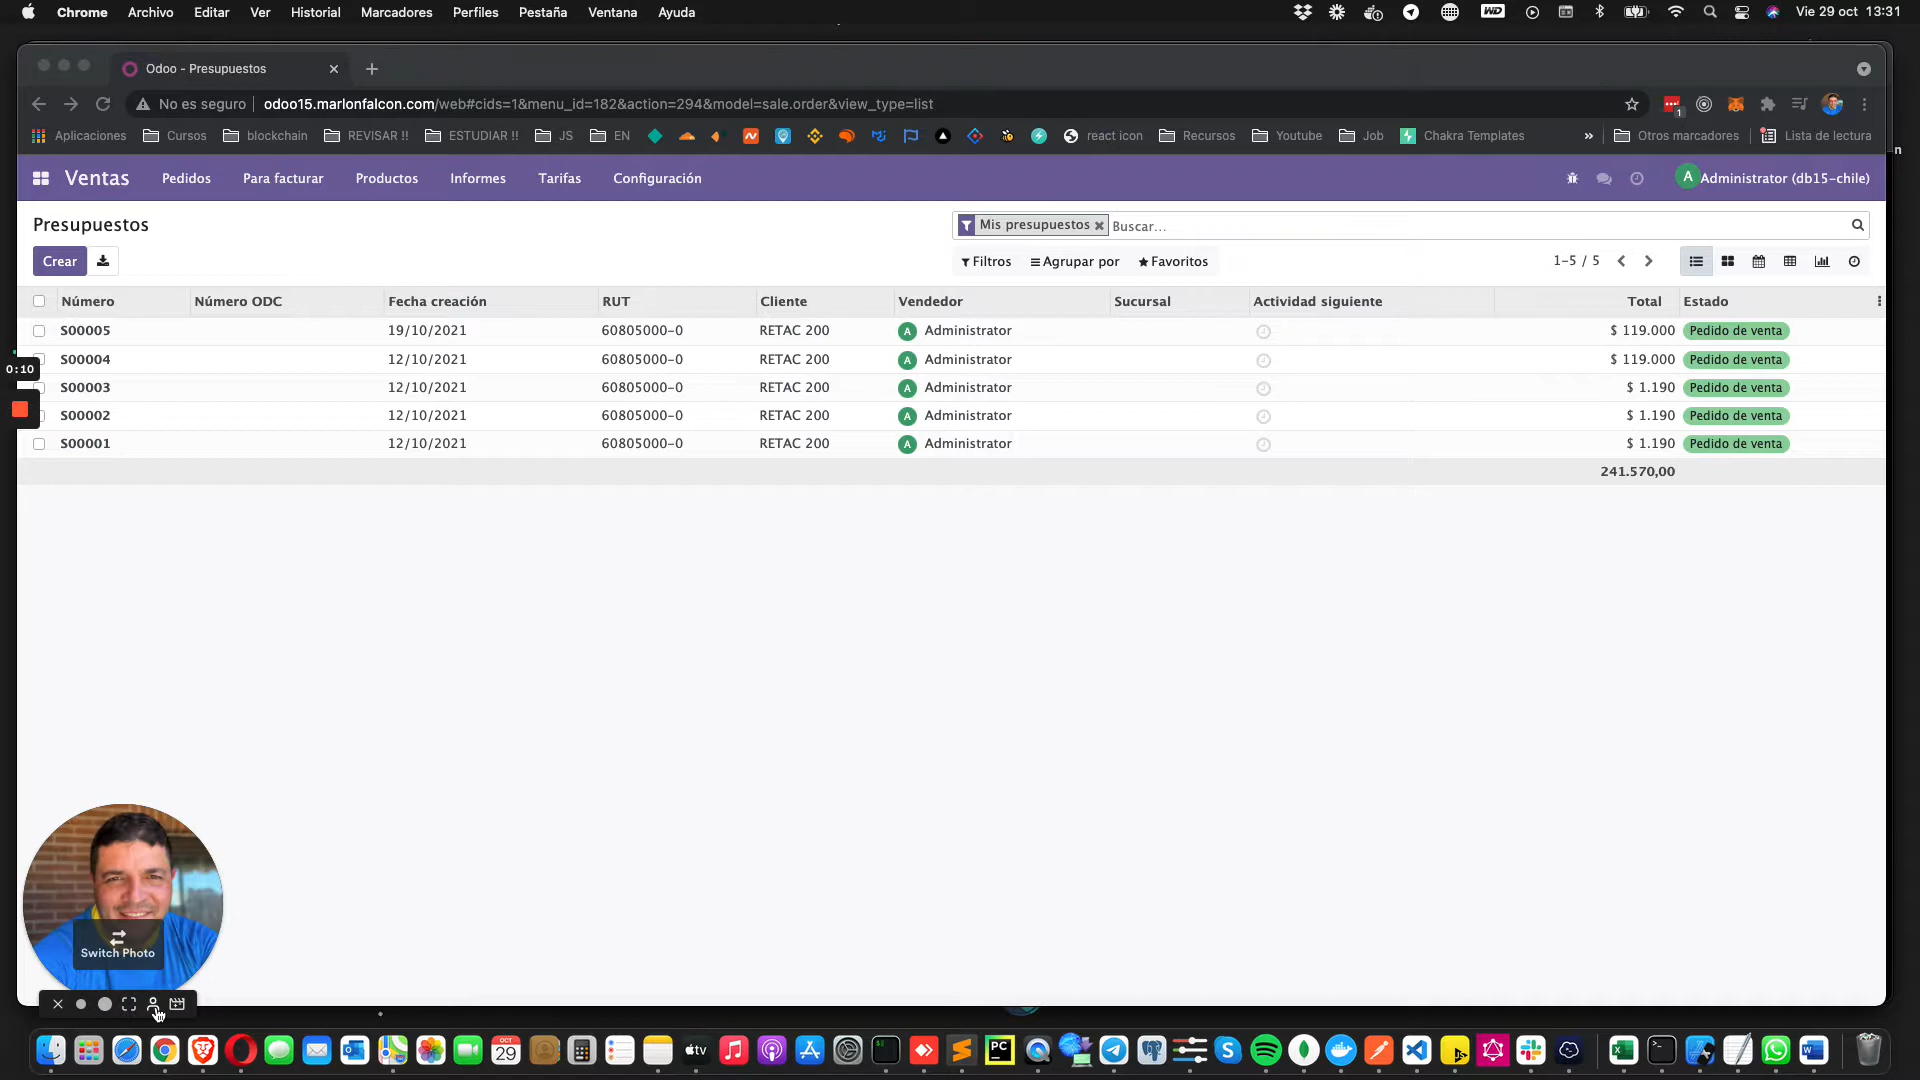 Chrome Archivo Editar Ver Historial Marcadores Perfiles Pestaña Ventana Ayuda WD Vie 29 oct 13:31
Odoo - Presupuestos
No es seguro odoo15.marlonfalcon.com/web#cids=1&menu_id=182&action=294&model=sale.order&view_type=list
Aplicaciones Cursos blockchain REVISAR !! ESTUDIAR !! JS EN react icon Recursos Youtube Job Chakra Templates » Otros marcadores Lista de lectura
Ventas Pedidos Para facturar Productos Informes Tarifas Configuración A Administrator (db15-chile)
Presupuestos Mis presupuestos Buscar...
Crear Filtros Agrupar por Favoritos 1-5 / 5
Número Número ODC Fecha creación RUT Cliente Vendedor Sucursal Actividad siguiente Total Estado
S00005 19/10/2021 60805000-0 RETAC 200 A Administrator $ 119.000 Pedido de venta
S00004 12/10/2021 60805000-0 RETAC 200 A Administrator $ 119.000 Pedido de venta
0:10
S00003 12/10/2021 60805000-0 RETAC 200 A Administrator $ 1.190 Pedido de venta
S00002 12/10/2021 60805000-0 RETAC 200 A Administrator $ 1.190 Pedido de venta
S00001 12/10/2021 60805000-0 RETAC 200 A Administrator $ 1.190 Pedido de venta
241.570,00
Switch Photo
OCT
29 tv PC